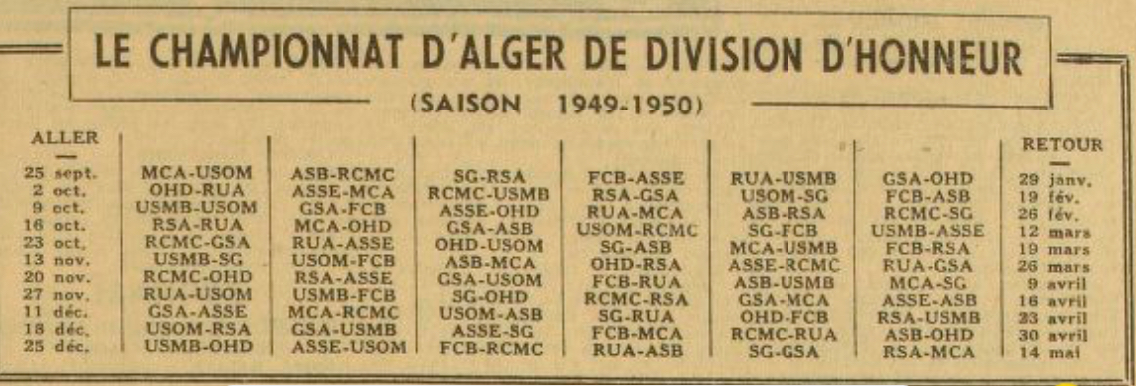 LE CHAMPIONNAT D'ALGER DE DIVISION D'HONNEUR
(SAISON 1949-1950)
ALLER RETOUR
25 sept. MCA-USOM ASB-RCMC SG-RSA FCB-ASSE RUA-USMB GSA-OHD 29 janv.
2 oct. OHD-RUA ASSE-MCA RCMC-USMB RSA-GSA USOM-SG FCB-ASB 19 fév.
9 oct. USMB-USOM GSA-FCB ASSE-OHD RUA-MCA ASB-RSA RCMC-SG 26 fév.
16 oct. RSA-RUA MCA-OHD GSA-ASB USOM-RCMC SG-FCB USMB-ASSE 12 mars
23 oct. RCMC-GSA RUA-ASSE OHD-USOM SG-ASB MCA-USMB FCB-RSA 19 mars
13 nov. USMB-SG USOM-FCB ASB-MCA OHD-RSA ASSE-RCMC RUA-GSA 26 mars
20 nov. RCMC-OHD RSA-ASSE GSA-USOM FCB-RUA ASB-USMB MCA-SG 9 avril
27 nov. RUA-USOM USMB-FCB SG-OHD RCMC-RSA GSA-MCA ASSE-ASB 16 avril
11 déc. GSA-ASSE MCA-RCMC USOM-ASB SG-RUA OHD-FCB RSA-USMB 23 avril
18 déc. USOM-RSA GSA-USMB ASSE-SG FCB-MCA RCMC-RUA ASB-OHD 30 avril
25 déc. USMB-OHD ASSE-USOM FCB-RCMC RUA-ASB SG-GSA RSA-MCA 14 mai